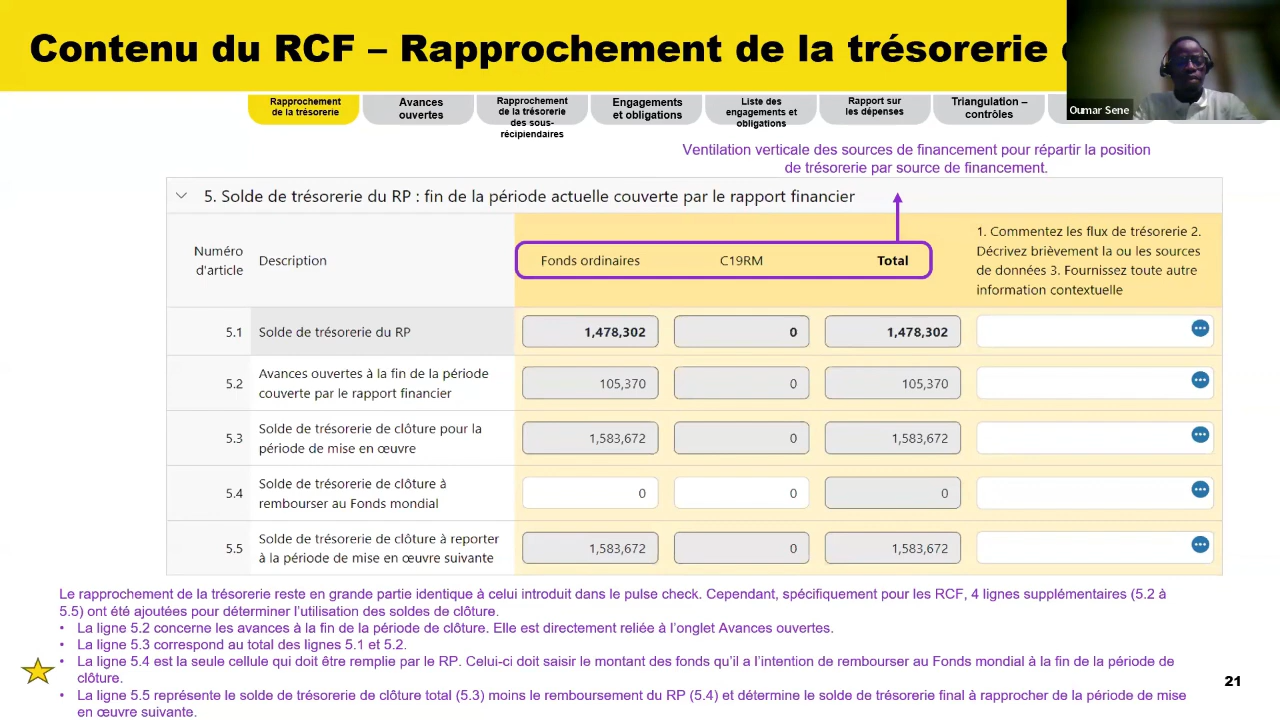 Contenu du RCF – Rapprochement de la trésorerie
Oumar Sene
Rapprochement
de la trésorerie
Avances
ouvertes
Rapprochement
de la trésorerie
des sous-
récipiendaires
Engagements
et obligations
Liste des
engagements et
obligations
Rapport sur
les dépenses
Triangulation –
contrôles
Ventilation verticale des sources de financement pour répartir la position
de trésorerie par source de financement.
5. Solde de trésorerie du RP : fin de la période actuelle couverte par le rapport financier
Numéro
d'article
Description
Fonds ordinaires
C19RM
Total
1. Commentez les flux de trésorerie 2.
Décrivez brièvement la ou les sources
de données 3. Fournissez toute autre
information contextuelle
5.1
Solde de trésorerie du RP
1,478,302
0
1,478,302
5.2
Avances ouvertes à la fin de la période
couverte par le rapport financier
105,370
0
105,370
5.3
Solde de trésorerie de clôture pour la
période de mise en œuvre
1,583,672
0
1,583,672
5.4
Solde de trésorerie de clôture à
rembourser au Fonds mondial
0
0
0
5.5
Solde de trésorerie de clôture à reporter
à la période de mise en œuvre suivante
1,583,672
0
1,583,672
Le rapprochement de la trésorerie reste en grande partie identique à celui introduit dans le pulse check. Cependant, spécifiquement pour les RCF, 4 lignes supplémentaires (5.2 à
5.5) ont été ajoutées pour déterminer l'utilisation des soldes de clôture.
• La ligne 5.2 concerne les avances à la fin de la période de clôture. Elle est directement reliée à l'onglet Avances ouvertes.
• La ligne 5.3 correspond au total des lignes 5.1 et 5.2.
• La ligne 5.4 est la seule cellule qui doit être remplie par le RP. Celui-ci doit saisir le montant des fonds qu'il a l'intention de rembourser au Fonds mondial à la fin de la période de
clôture.
• La ligne 5.5 représente le solde de trésorerie de clôture total (5.3) moins le remboursement du RP (5.4) et détermine le solde de trésorerie final à rapprocher de la période de mise
en œuvre suivante.
21